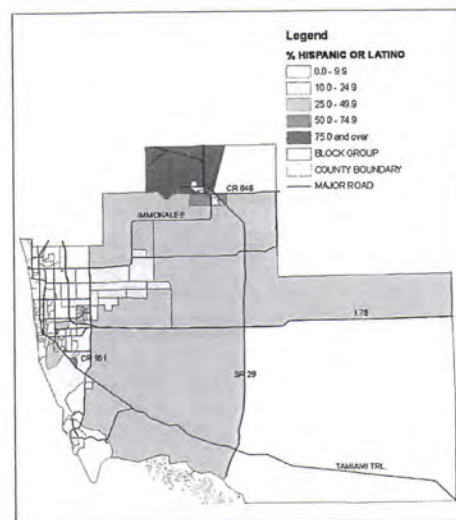 Legend
% HISPANIC OR LATINO
0.0 - 9.9
10.0 - 24.9
25.0 - 49.9
50.0 - 74.9
75.0 and over
BLOCK GROUP
COUNTY BOUNDARY
MAJOR ROAD
CR 846
IMMOKALEE
I-75
CR 951
SR 29
TAMIAMI TRL